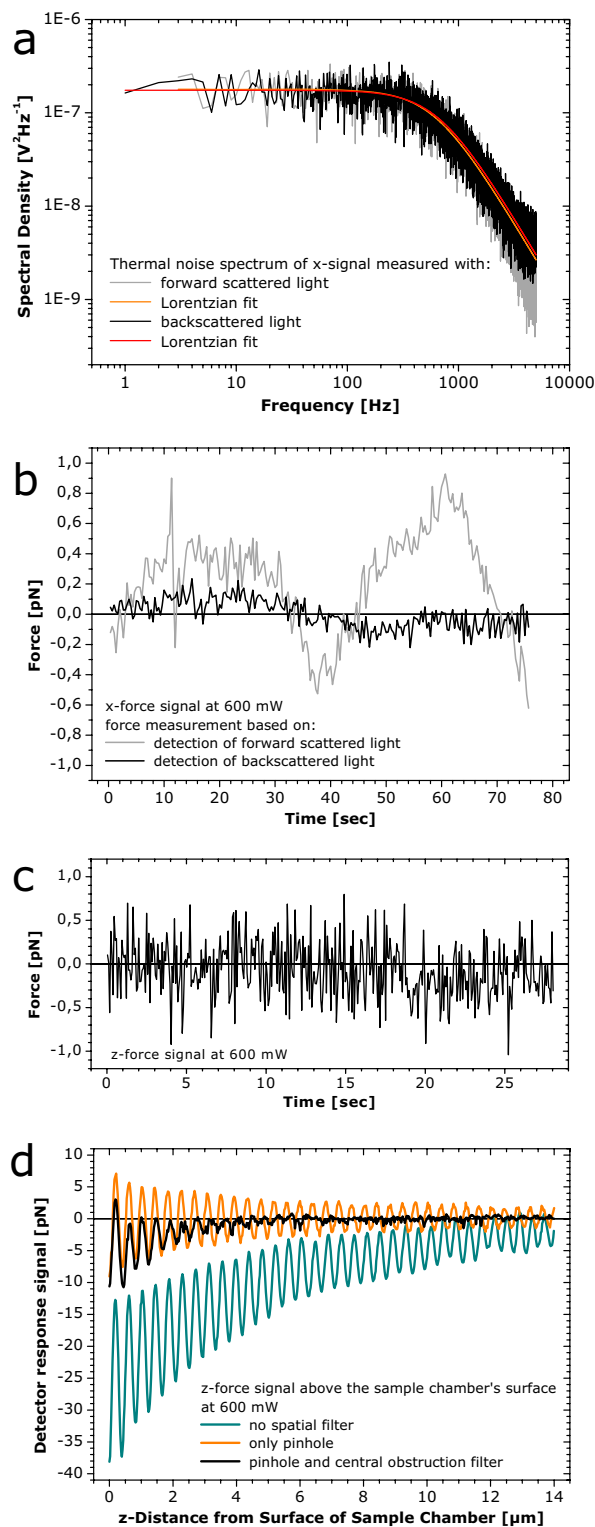 a
1E-6
1E-7
1E-8
1E-9
Spectral Density [V²Hz⁻¹]
Thermal noise spectrum of x-signal measured with:
forward scattered light
Lorentzian fit
backscattered light
Lorentzian fit
1 10 100 1000 10000
Frequency [Hz]
b
1,0
0,8
0,6
0,4
0,2
0,0
-0,2
-0,4
-0,6
-0,8
-1,0
Force [pN]
x-force signal at 600 mW
force measurement based on:
detection of forward scattered light
detection of backscattered light
0 10 20 30 40 50 60 70 80
Time [sec]
c
1,0
0,5
0,0
-0,5
-1,0
Force [pN]
z-force signal at 600 mW
0 5 10 15 20 25
Time [sec]
d
10
5
0
-5
-10
-15
-20
-25
-30
-35
-40
Detector response signal [pN]
z-force signal above the sample chamber's surface
at 600 mW
no spatial filter
only pinhole
pinhole and central obstruction filter
0 2 4 6 8 10 12 14
z-Distance from Surface of Sample Chamber [µm]